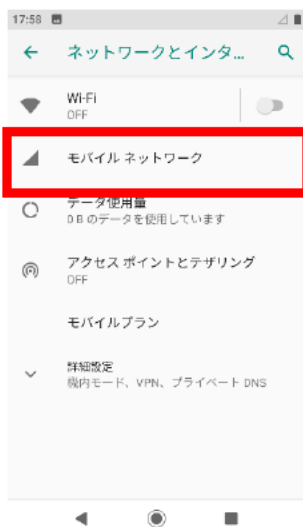 17:58
ネットワークとインタ...
Wi-Fi
OFF
モバイル ネットワーク
データ使用量
0 B のデータを使用しています
アクセス ポイントとテザリング
OFF
モバイルプラン
詳細設定
機内モード、VPN、プライベート DNS